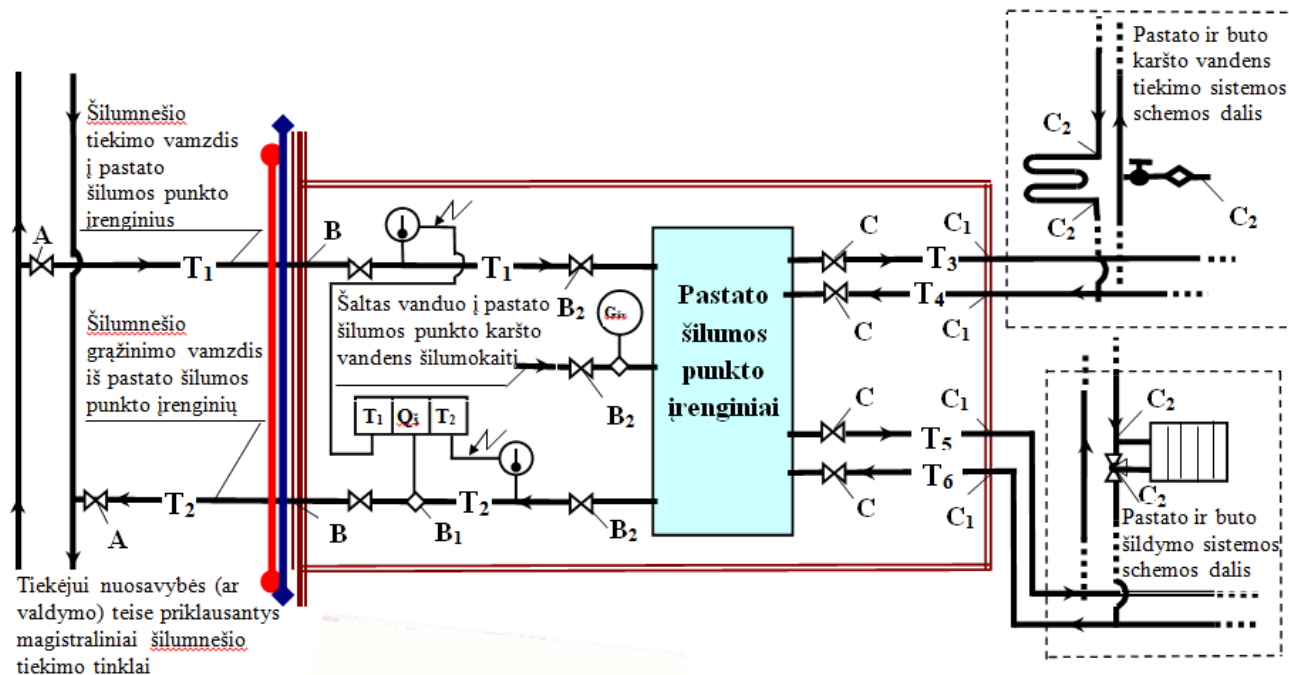 Šilumnešio
tiekimo vamzdis
į pastato
šilumos punkto
įrenginius
A
T₁
B
T₁
B₂
Šaltas vanduo į pastato
šilumos punkto karšto
vandens šilumokaitį
B₂
Šilumnešio
grąžinimo vamzdis
iš pastato šilumos
punkto įrenginių
T₁ Qš T₂
A
T₂
B
B₁
T₂
B₂
Pastato
šilumos
punkto
įrenginiai
C
C₁
T₃
T₄
C
C₁
C
C₁
T₅
T₆
C
C₁
Pastato ir buto
karšto vandens
tiekimo sistemos
schemos dalis
C₂
C₂
C₂
C₂
C₂
Pastato ir buto
šildymo sistemos
schemos dalis
Tiekėjui nuosavybės (ar
valdymo) teise priklausantys
magistraliniai šilumnešio
tiekimo tinklai